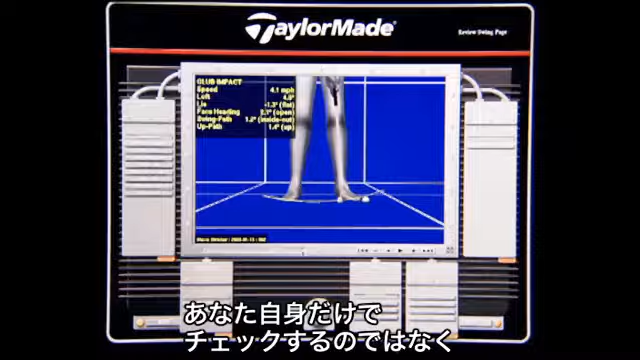 TaylorMade
Review Swing Page
CLUB IMPACT
Speed 4.1 mph
Loft 4.9°
Lie -1.3° (flat)
Face Heading 2.1° (open)
Swing-Path 1.2° (inside-out)
Up-Path 1.4° (up)
あなた自身だけで
チェックするのではなく